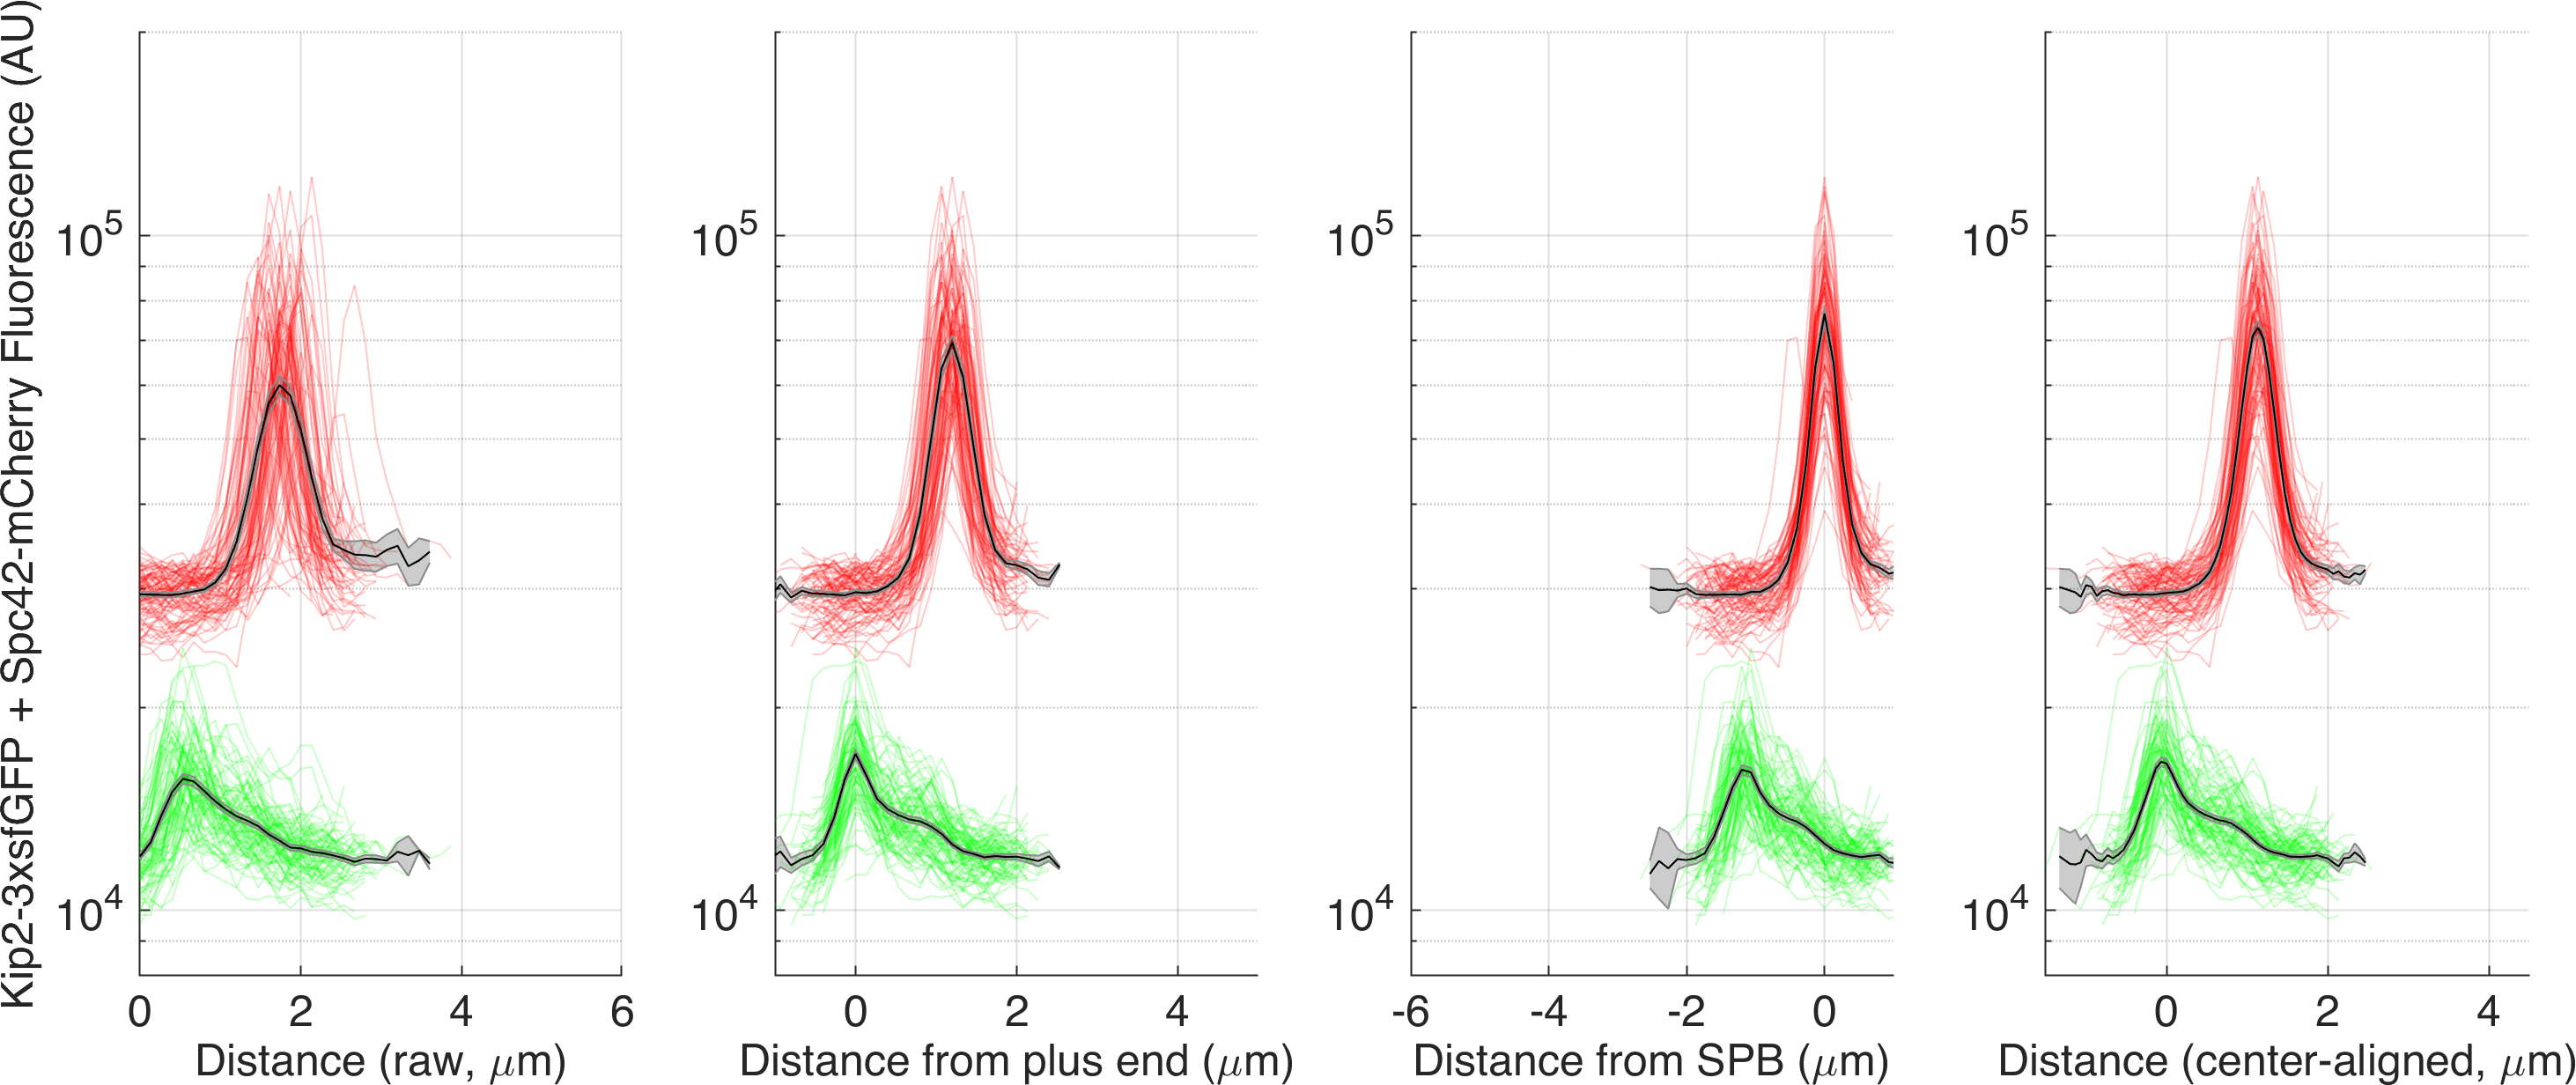 Kip2-3xsfGFP + Spc42-mCherry Fluorescence (AU)
10^5
10^4
0 2 4 6
Distance (raw, μm)
10^5
10^4
0 2 4
Distance from plus end (μm)
10^5
10^4
-6 -4 -2 0
Distance from SPB (μm)
10^5
10^4
0 2 4
Distance (center-aligned, μm)